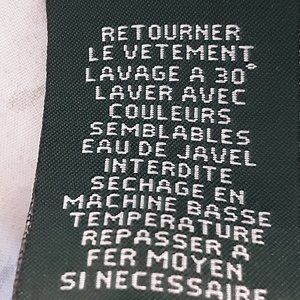 RETOURNER
LE VETEMENT
LAVAGE A 30°
LAVER AVEC
COULEURS
SEMBLABLES
EAU DE JAVEL
INTERDITE
SECHAGE EN
MACHINE BASSE
TEMPERATURE
REPASSER A
FER MOYEN
SI NECESSAIRE